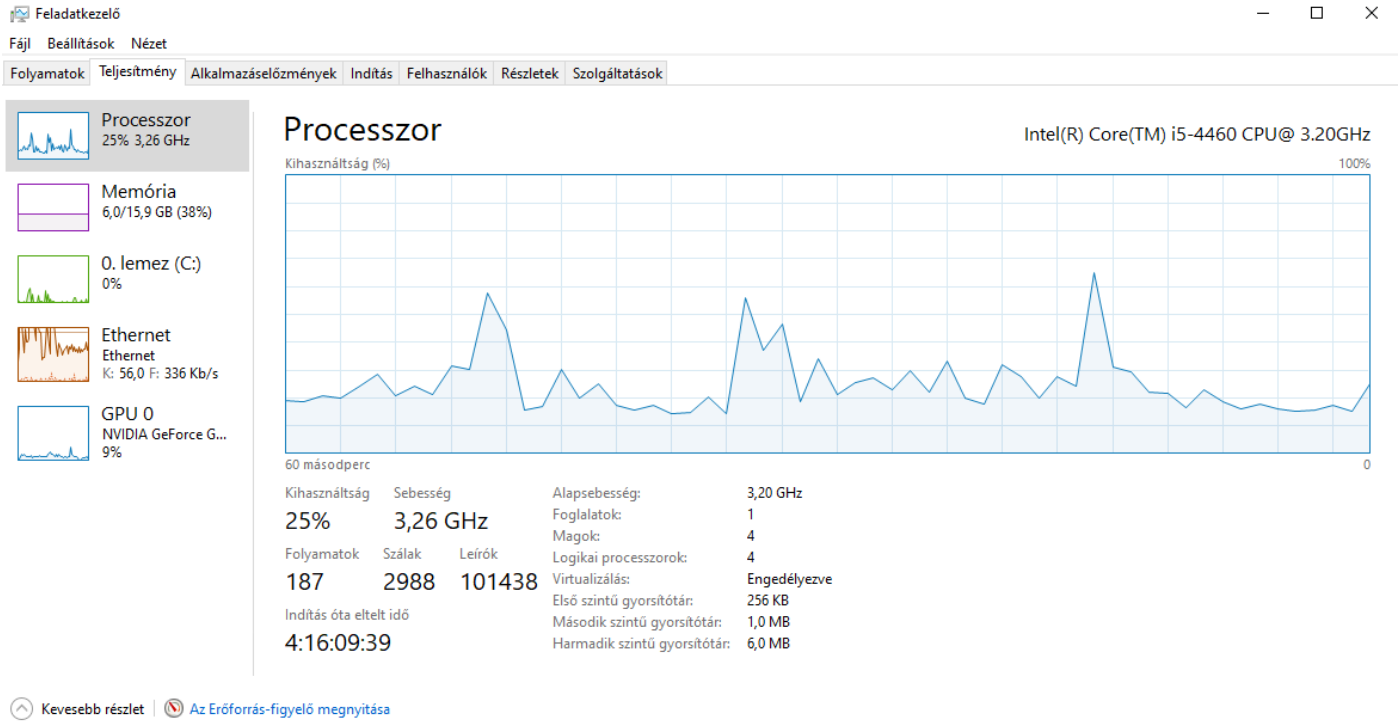 Feladatkezelő
Fájl Beállítások Nézet
Folyamatok Teljesítmény Alkalmazáselőzmények Indítás Felhasználók Részletek Szolgáltatások
Processzor
25% 3,26 GHz
Memória
6,0/15,9 GB (38%)
0. lemez (C:)
0%
Ethernet
Ethernet
K: 56,0 F: 336 Kb/s
GPU 0
NVIDIA GeForce G...
9%
Processzor
Intel(R) Core(TM) i5-4460 CPU@ 3.20GHz
Kihasználtság (%) 100%
60 másodperc 0
Kihasználtság Sebesség
25% 3,26 GHz
Folyamatok Szálak Leírók
187 2988 101438
Indítás óta eltelt idő
4:16:09:39
Alapsebesség: 3,20 GHz
Foglalatok: 1
Magok: 4
Logikai processzorok: 4
Virtualizálás: Engedélyezve
Első szintű gyorsítótár: 256 KB
Második szintű gyorsítótár: 1,0 MB
Harmadik szintű gyorsítótár: 6,0 MB
Kevesebb részlet Az Erőforrás-figyelő megnyitása